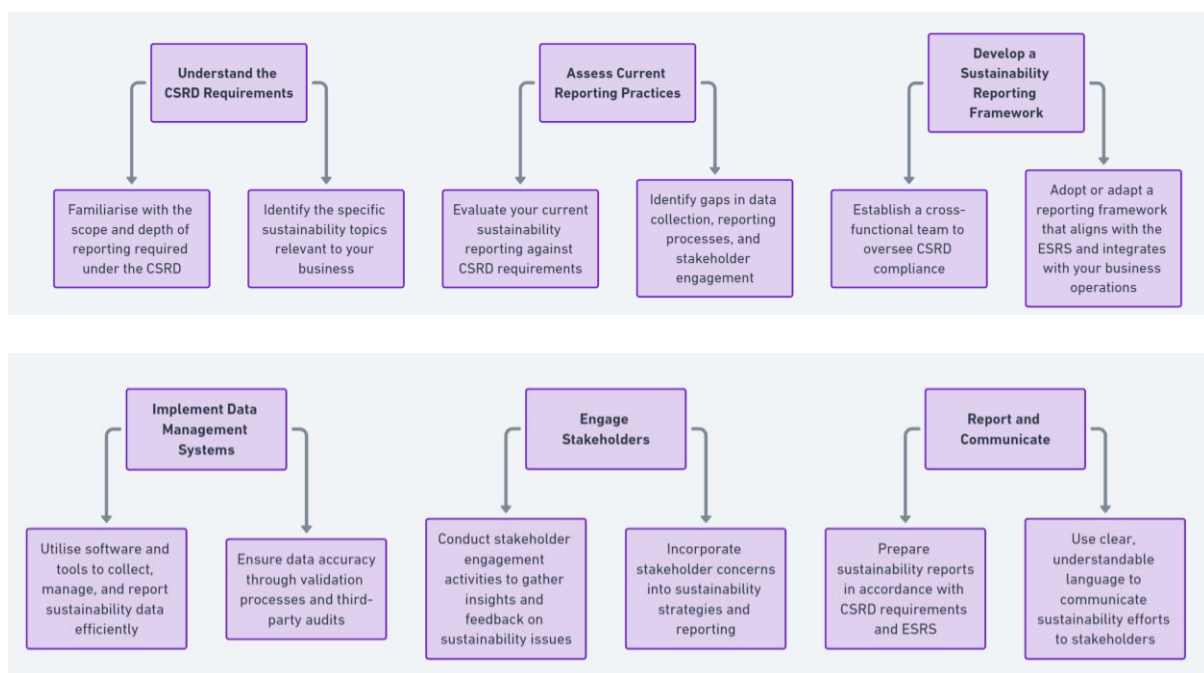 Understand the
CSRD Requirements
Familiarise with the
scope and depth of
reporting required
under the CSRD
Identify the specific
sustainability topics
relevant to your
business
Assess Current
Reporting Practices
Evaluate your current
sustainability
reporting against
CSRD requirements
Identify gaps in data
collection, reporting
processes, and
stakeholder
engagement
Develop a
Sustainability
Reporting
Framework
Establish a cross-
functional team to
oversee CSRD
compliance
Adopt or adapt a
reporting framework
that aligns with the
ESRS and integrates
with your business
operations
Implement Data
Management
Systems
Utilise software and
tools to collect,
manage, and report
sustainability data
efficiently
Ensure data accuracy
through validation
processes and third-
party audits
Engage
Stakeholders
Conduct stakeholder
engagement
activities to gather
insights and
feedback on
sustainability issues
Incorporate
stakeholder concerns
into sustainability
strategies and
reporting
Report and
Communicate
Prepare
sustainability reports
in accordance with
CSRD requirements
and ESRS
Use clear,
understandable
language to
communicate
sustainability efforts
to stakeholders